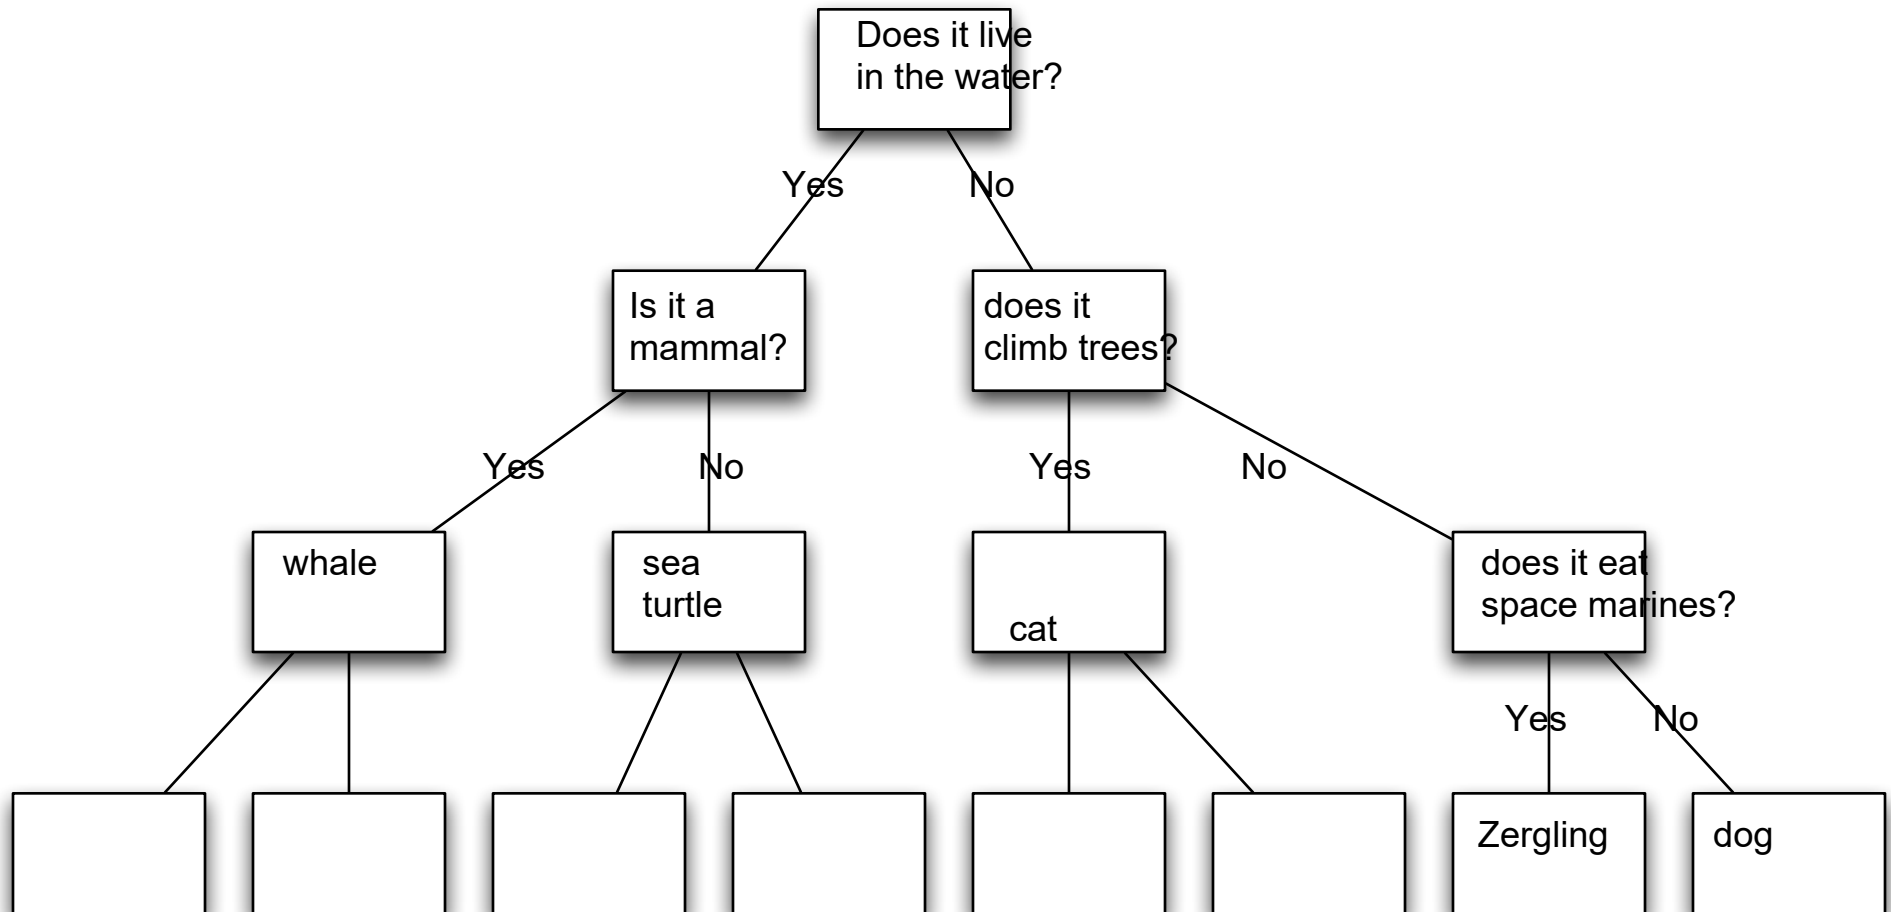 Does it live
in the water?
Yes
No
Is it a
mammal?
does it
climb trees?
Yes
No
Yes
No
whale
sea
turtle
cat
does it eat
space marines?
Yes
No
Zergling
dog